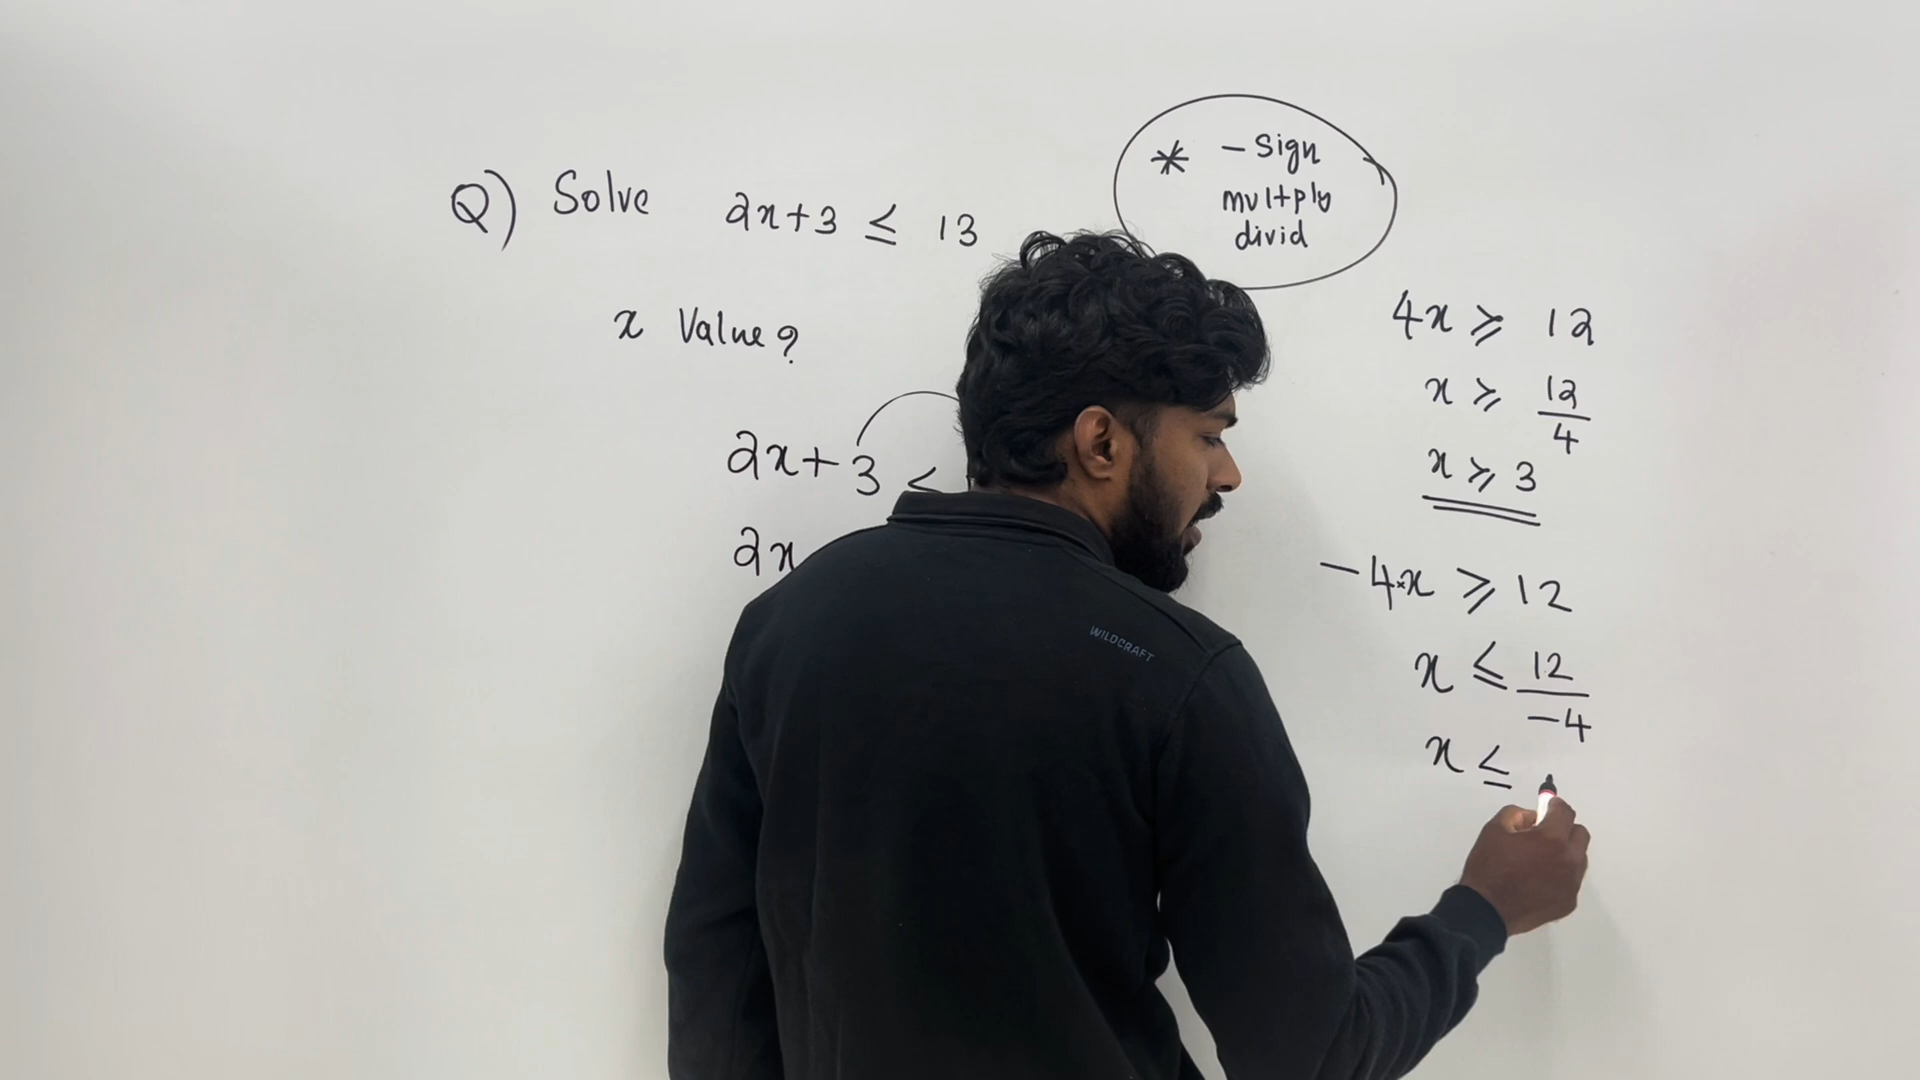 Q) Solve 2x+3 ≤ 13
x Value?
2x+3 ≤
2x
* - Sign
multply
divid
4x ≥ 12
x ≥ 12/4
x ≥ 3
-4×x ≥ 12
x ≤ 12/-4
x ≤
WILDCRAFT